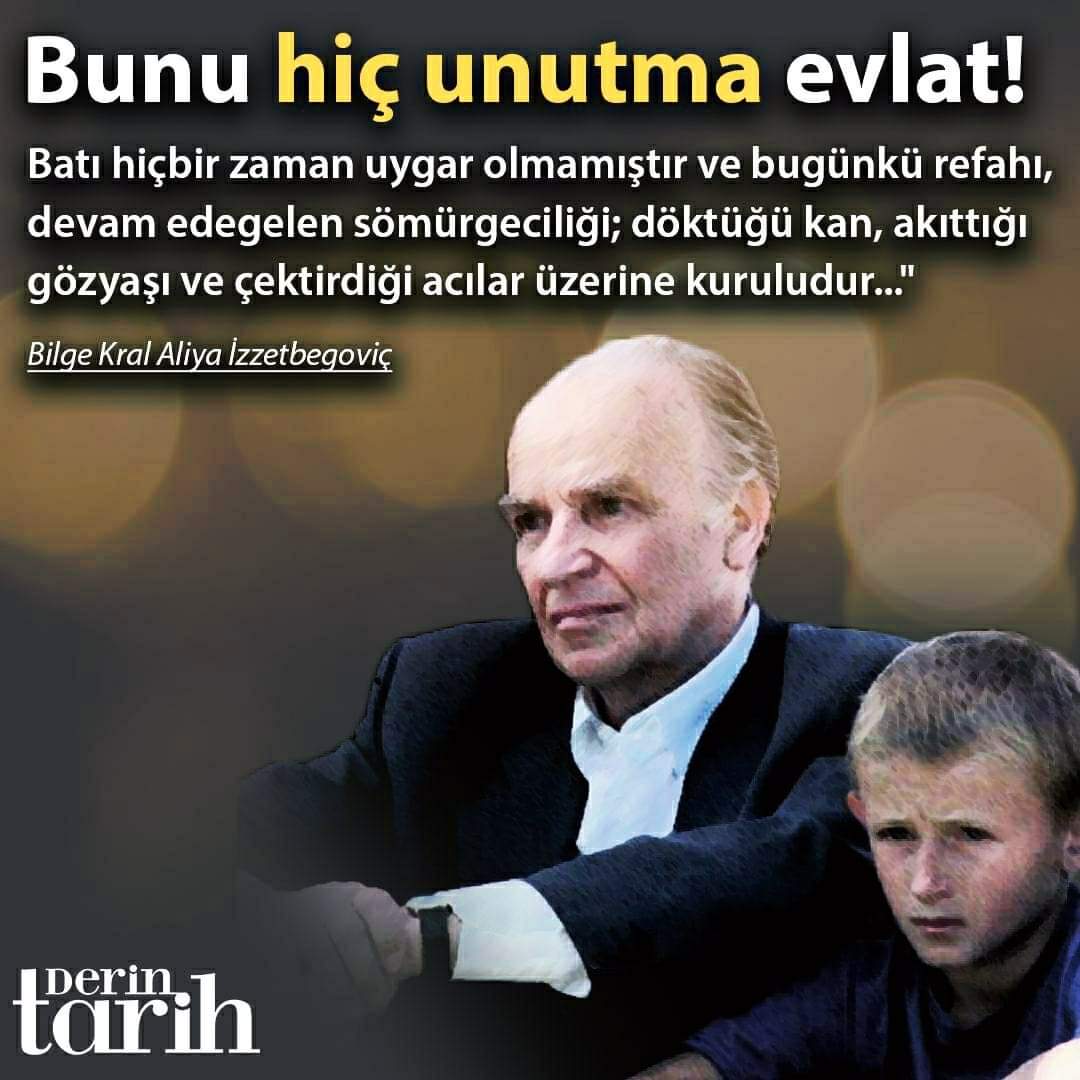 Bunu hiç unutma evlat!
Batı hiçbir zaman uygar olmamıştır ve bugünkü refahı,
devam edegelen sömürgeciliği; döktüğü kan, akıttığı
gözyaşı ve çektirdiği acılar üzerine kuruludur..."
Bilge Kral Aliya İzzetbegoviç
Derin
tarih